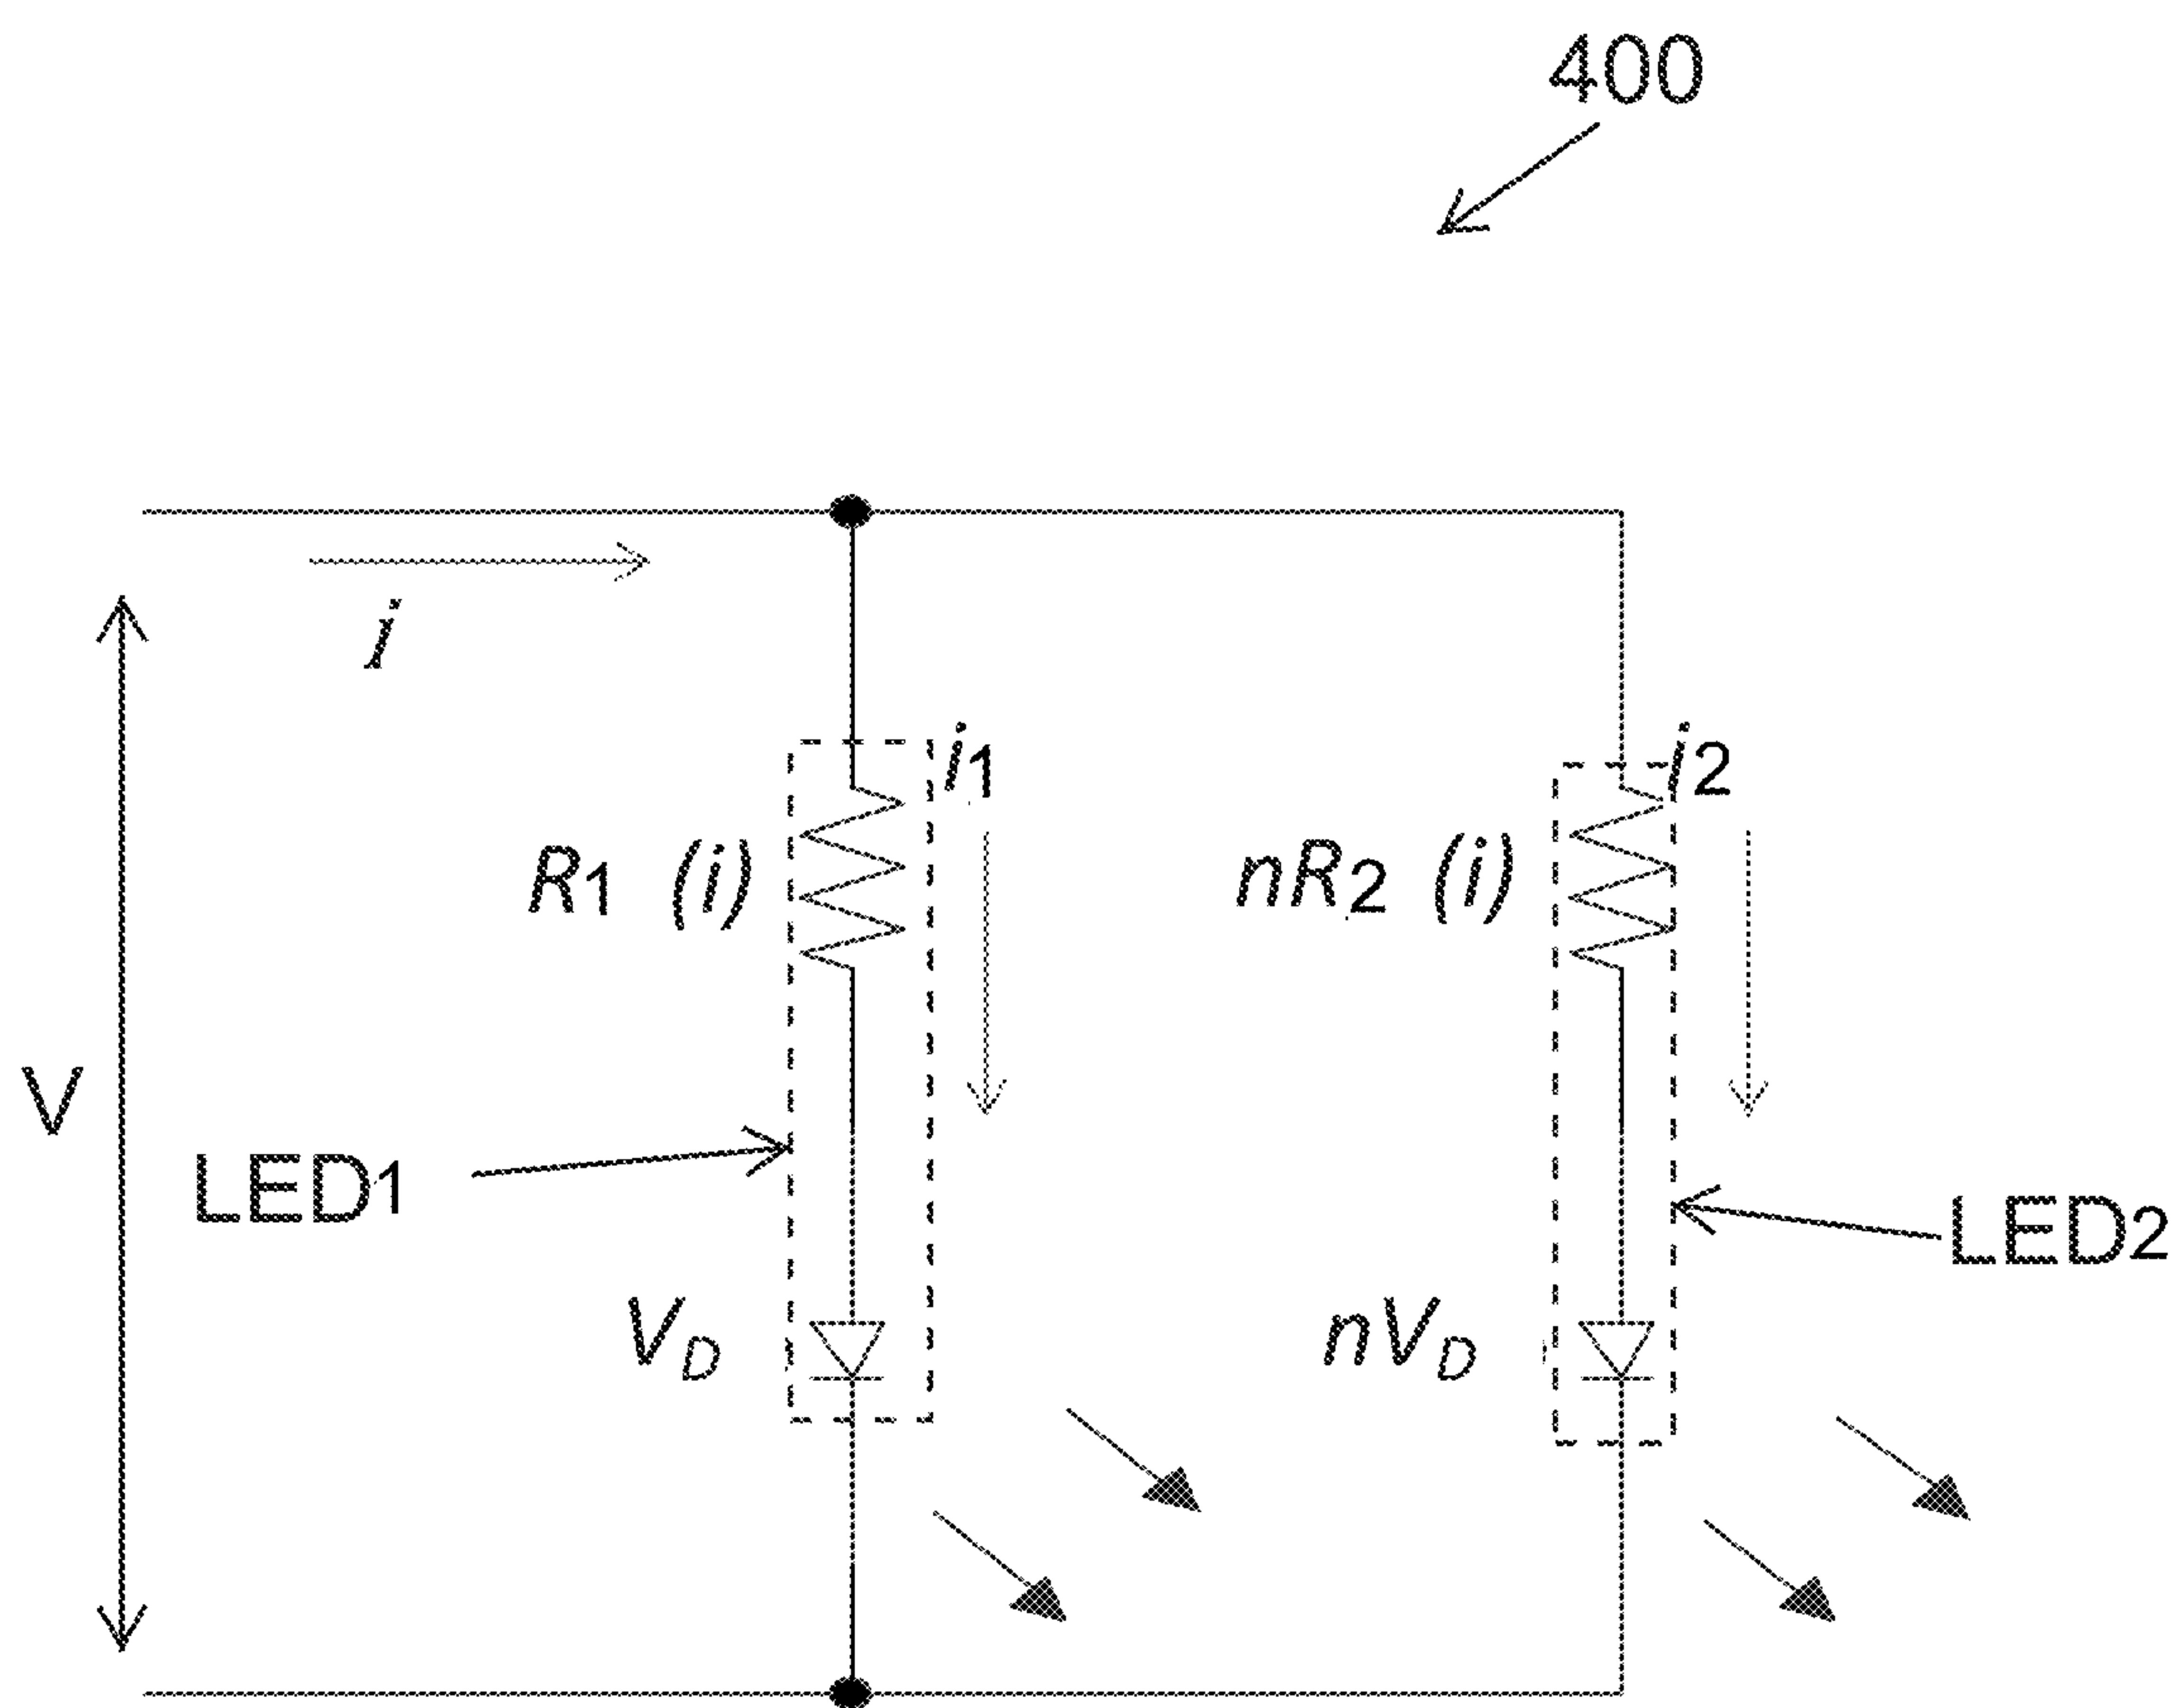 400
i
i1
i2
R1 (i)
nR2 (i)
V
LED1
LED2
VD
nVD